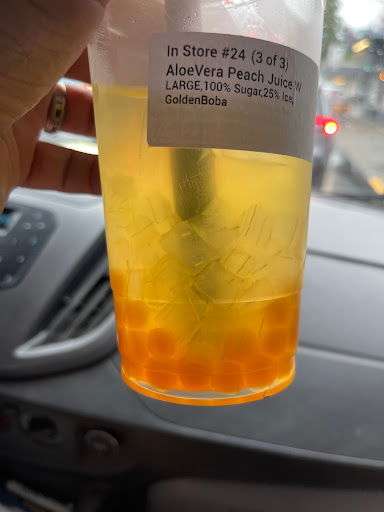 In Store #24 (3 of 3)
AloeVera Peach Juice W
LARGE,100% Sugar,25% Ice,
GoldenBoba